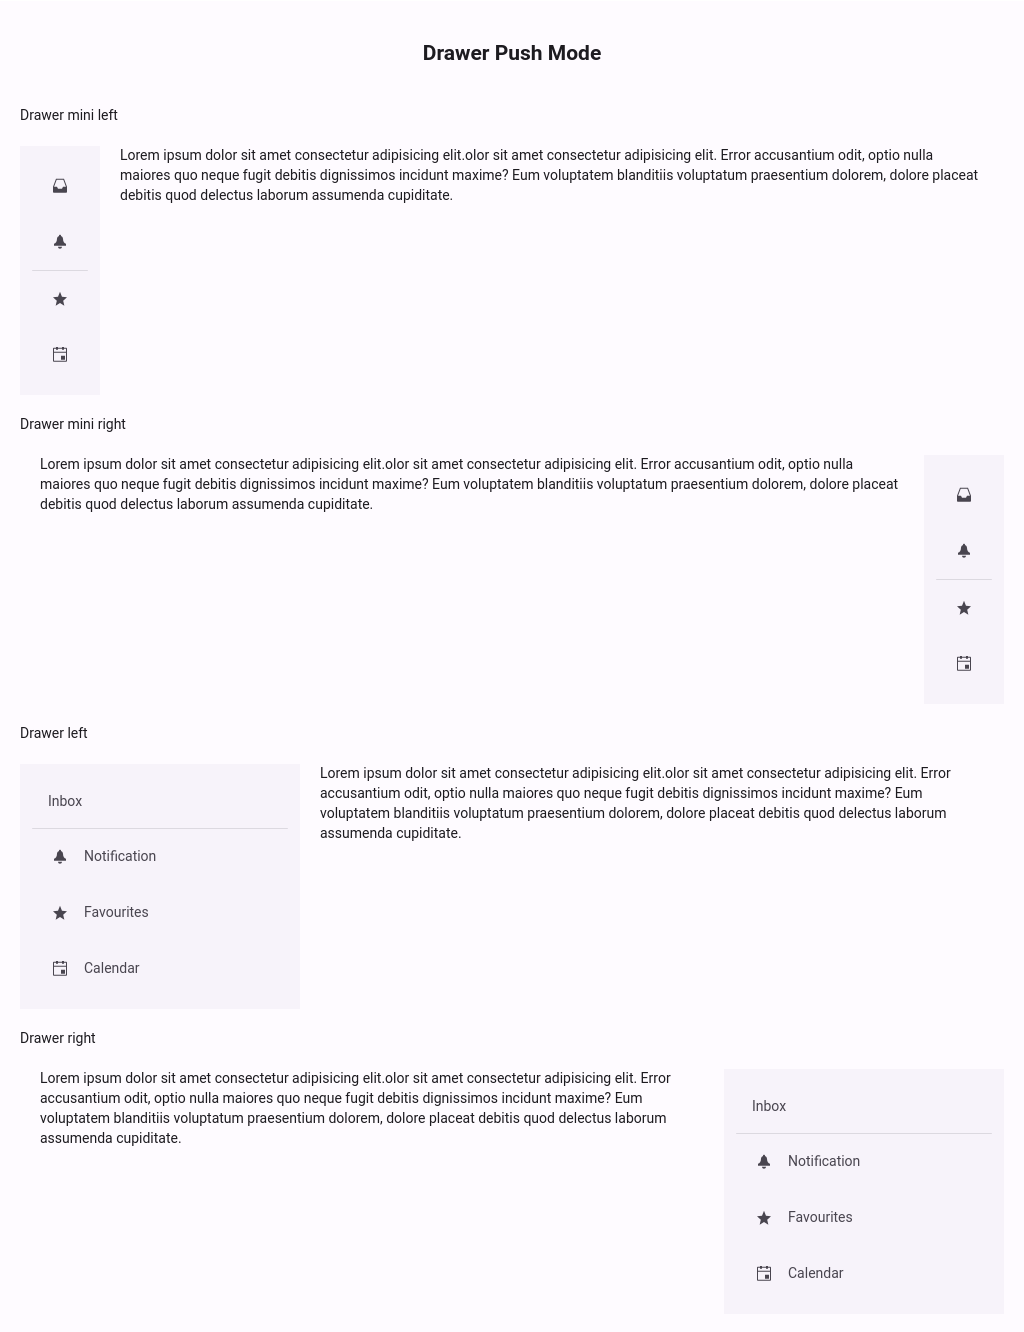 Drawer Push Mode
Drawer mini left
Lorem ipsum dolor sit amet consectetur adipisicing elit.olor sit amet consectetur adipisicing elit. Error accusantium odit, optio nulla
maiores quo neque fugit debitis dignissimos incidunt maxime? Eum voluptatem blanditiis voluptatum praesentium dolorem, dolore placeat
debitis quod delectus laborum assumenda cupiditate.
Drawer mini right
Lorem ipsum dolor sit amet consectetur adipisicing elit.olor sit amet consectetur adipisicing elit. Error accusantium odit, optio nulla
maiores quo neque fugit debitis dignissimos incidunt maxime? Eum voluptatem blanditiis voluptatum praesentium dolorem, dolore placeat
debitis quod delectus laborum assumenda cupiditate.
Drawer left
Inbox
Notification
Favourites
Calendar
Lorem ipsum dolor sit amet consectetur adipisicing elit.olor sit amet consectetur adipisicing elit. Error
accusantium odit, optio nulla maiores quo neque fugit debitis dignissimos incidunt maxime? Eum
voluptatem blanditiis voluptatum praesentium dolorem, dolore placeat debitis quod delectus laborum
assumenda cupiditate.
Drawer right
Lorem ipsum dolor sit amet consectetur adipisicing elit.olor sit amet consectetur adipisicing elit. Error
accusantium odit, optio nulla maiores quo neque fugit debitis dignissimos incidunt maxime? Eum
voluptatem blanditiis voluptatum praesentium dolorem, dolore placeat debitis quod delectus laborum
assumenda cupiditate.
Inbox
Notification
Favourites
Calendar